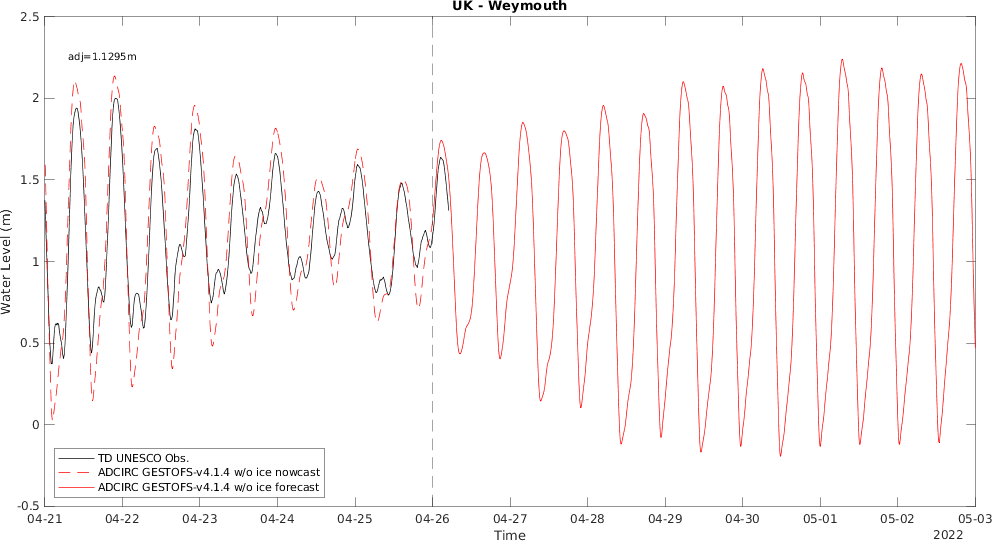 UK - Weymouth
2.5
adj=1.1295m
2
1.5
Water Level (m)
1
0.5
0
TD UNESCO Obs.
ADCIRC GESTOFS-v4.1.4 w/o ice nowcast
ADCIRC GESTOFS-v4.1.4 w/o ice forecast
-0.5
04-21 04-22 04-23 04-24 04-25 04-26 04-27 04-28 04-29 04-30 05-01 05-02 05-03
Time
2022